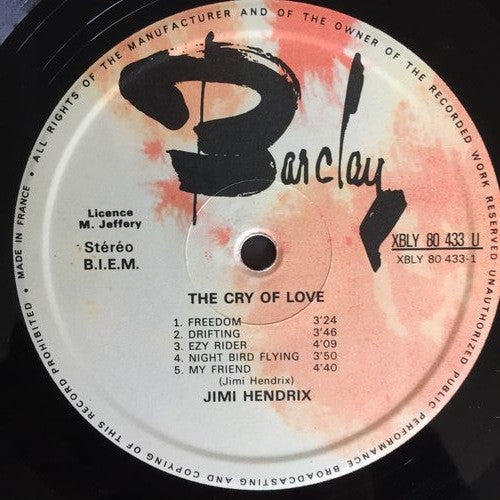 ALL RIGHTS OF THE MANUFACTURER AND OF THE OWNER OF THE RECORDED WORK RESERVED UNAUTHORIZED PUBLIC PERFORMANCE BROADCASTING AND COPYING OF THIS RECORD PROHIBITED • MADE IN FRANCE •
Barclay
Licence
M. Jeffery
Stéréo
B.I.E.M.
XBLY 80 433 U
XBLY 80 433-1
THE CRY OF LOVE
1. FREEDOM 3'24
2. DRIFTING 3'46
3. EZY RIDER 4'09
4. NIGHT BIRD FLYING 3'50
5. MY FRIEND 4'40
(Jimi Hendrix)
JIMI HENDRIX